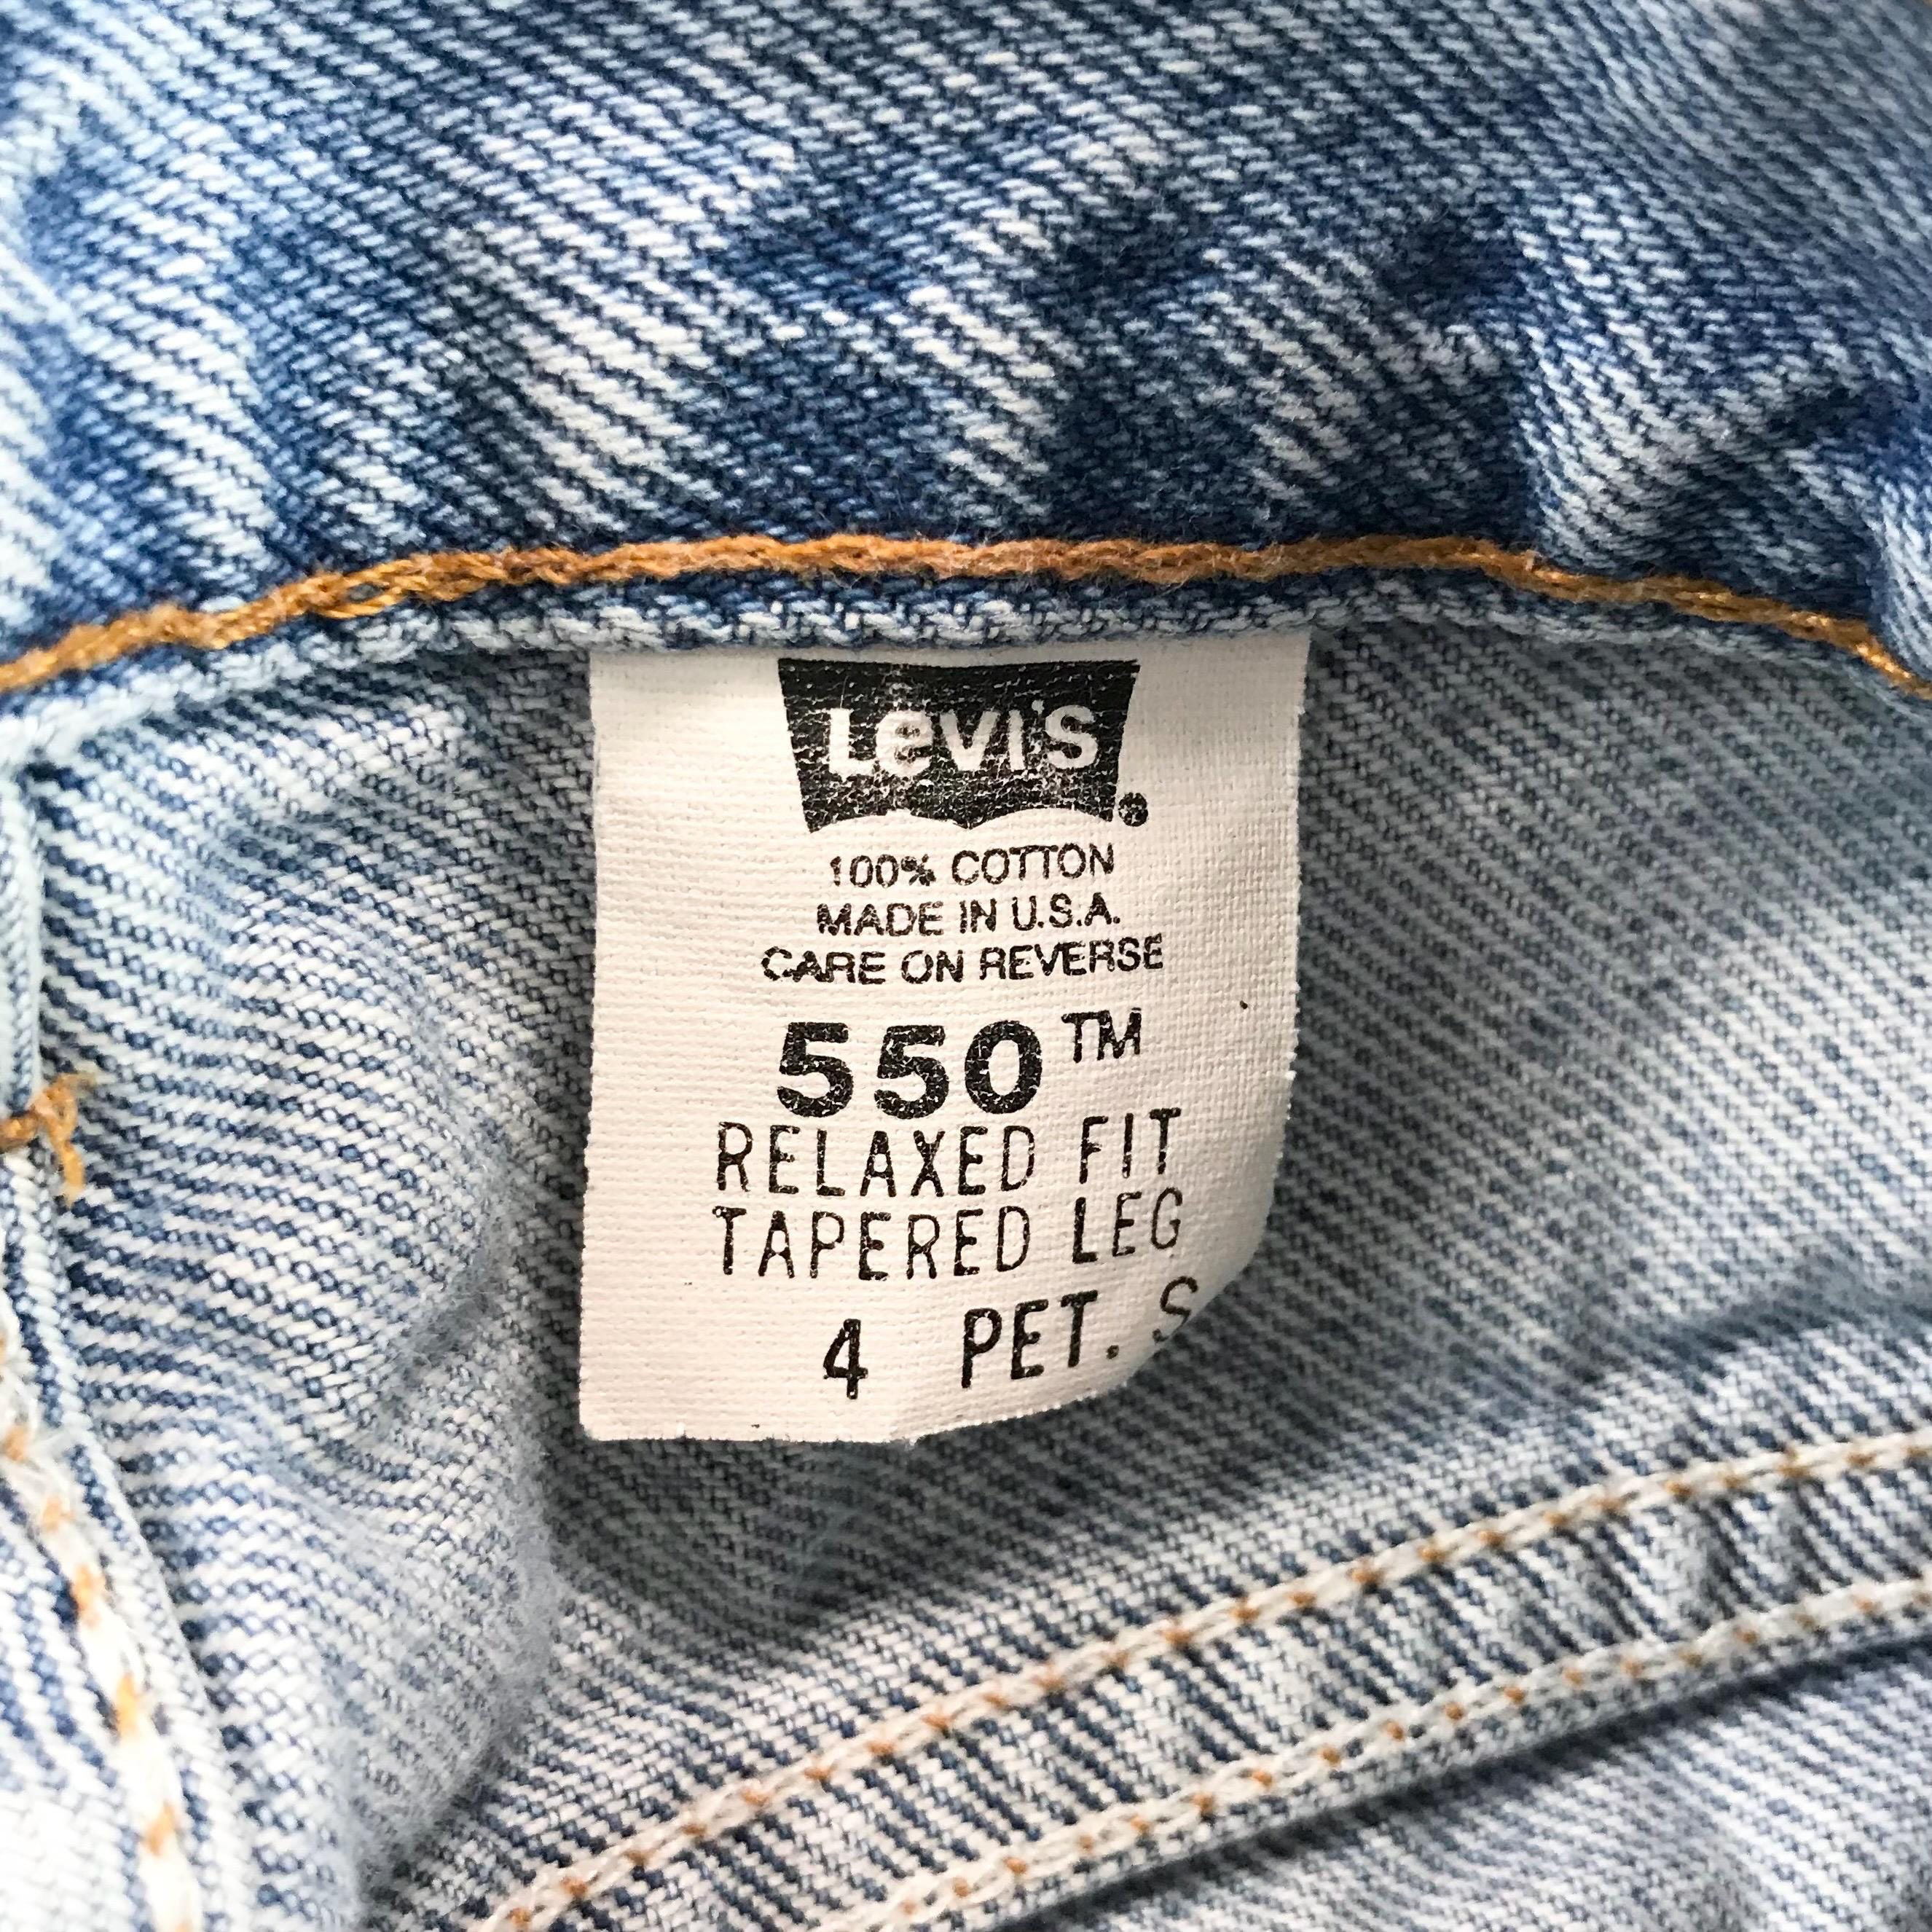 Levi's®
100% COTTON
MADE IN U.S.A.
CARE ON REVERSE
550™
RELAXED FIT
TAPERED LEG
4 PET. S